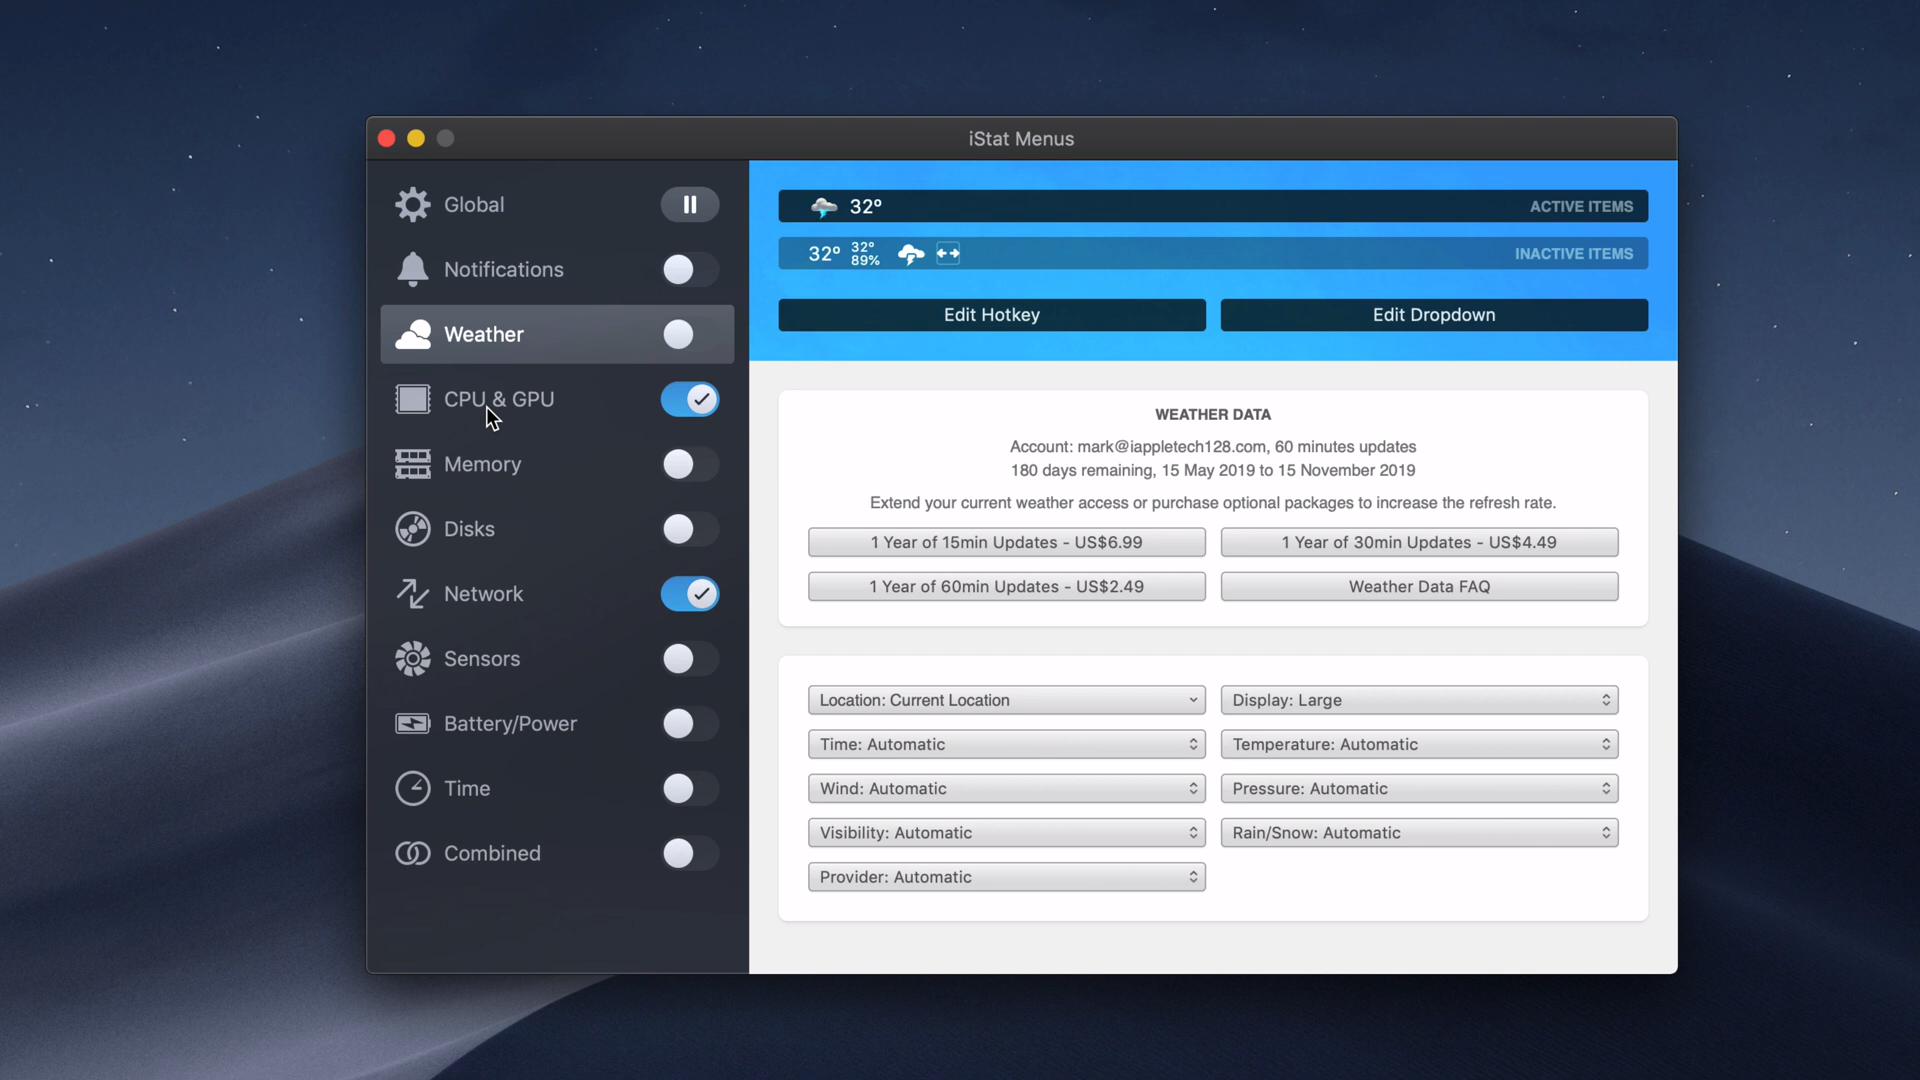 iStat Menus
Global
Notifications
Weather
CPU & GPU
Memory
Disks
Network
Sensors
Battery/Power
Time
Combined
32° ACTIVE ITEMS
32° 32° 89% INACTIVE ITEMS
Edit Hotkey Edit Dropdown
WEATHER DATA
Account: mark@iappletech128.com, 60 minutes updates
180 days remaining, 15 May 2019 to 15 November 2019
Extend your current weather access or purchase optional packages to increase the refresh rate.
1 Year of 15min Updates - US$6.99 1 Year of 30min Updates - US$4.49
1 Year of 60min Updates - US$2.49 Weather Data FAQ
Location: Current Location Display: Large
Time: Automatic Temperature: Automatic
Wind: Automatic Pressure: Automatic
Visibility: Automatic Rain/Snow: Automatic
Provider: Automatic